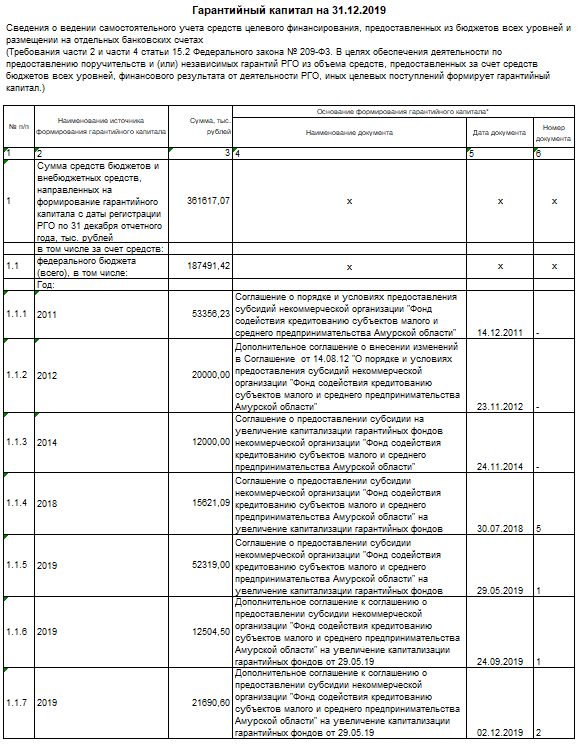 Гарантийный капитал на 31.12.2019
Сведения о ведении самостоятельного учета средств целевого финансирования, предоставленных из бюджетов всех уровней и
размещении на отдельных банковских счетах
(Требования части 2 и части 4 статьи 15.2 Федерального закона № 209-ФЗ. В целях обеспечения деятельности по
предоставлению поручительств и (или) независимых гарантий РГО из объема средств, предоставленных за счет средств
бюджетов всех уровней, финансового результата от деятельности РГО, иных целевых поступлений формирует гарантийный
капитал.)
№ п/п
Наименование источника
формирования гарантийного капитала
Сумма, тыс.
рублей
Основание формирования гарантийного капитала*
Наименование документа
Дата документа
Номер
документа
1 2 3 4 5 6
1
Сумма средств бюджетов и
внебюджетных средств,
направленных на
формирование гарантийного
капитала с даты регистрации
РГО по 31 декабря отчетного
года, тыс. рублей
361617,07
x x x
в том числе за счет средств:
1.1
федерального бюджета
(всего), в том числе:
187491,42
x x x
Год:
1.1.1
2011
53356,23
Соглашение о порядке и условиях предоставления
субсидий некоммерческой организации "Фонд
содействия кредитованию субъектов малого и
среднего предпринимательства Амурской области"
14.12.2011
-
1.1.2
2012
20000,00
Дополнительное соглашение о внесении изменений
в Соглашение от 14.08.12 "О порядке и условиях
предоставления субсидий некоммерческой
организации "Фонд содействия кредитованию
субъектов малого и среднего предпринимательства
Амурской области"
23.11.2012
-
1.1.3
2014
12000,00
Соглашение о предоставлении субсидии на
увеличение капитализации гарантийных фондов
некоммерческой организации "Фонд содействия
кредитованию субъектов малого и среднего
предпринимательства Амурской области"
24.11.2014
-
1.1.4
2018
15621,09
Соглашение о предоставлении субсидии
некоммерческой организации "Фонд содействия
кредитованию субъектов малого и среднего
предпринимательства Амурской области" на
увеличение капитализации гарантийных фондов
30.07.2018
5
1.1.5
2019
52319,00
Соглашение о предоставлении субсидии
некоммерческой организации "Фонд содействия
кредитованию субъектов малого и среднего
предпринимательства Амурской области" на
увеличение капитализации гарантийных фондов
29.05.2019
1
1.1.6
2019
12504,50
Дополнительное соглашение к соглашению о
предоставлении субсидии некоммерческой
организации "Фонд содействия кредитованию
субъектов малого и среднего предпринимательства
Амурской области" на увеличение капитализации
гарантийных фондов от 29.05.19
24.09.2019
1
1.1.7
2019
21690,60
Дополнительное соглашение к соглашению о
предоставлении субсидии некоммерческой
организации "Фонд содействия кредитованию
субъектов малого и среднего предпринимательства
Амурской области" на увеличение капитализации
гарантийных фондов от 29.05.19
02.12.2019
2